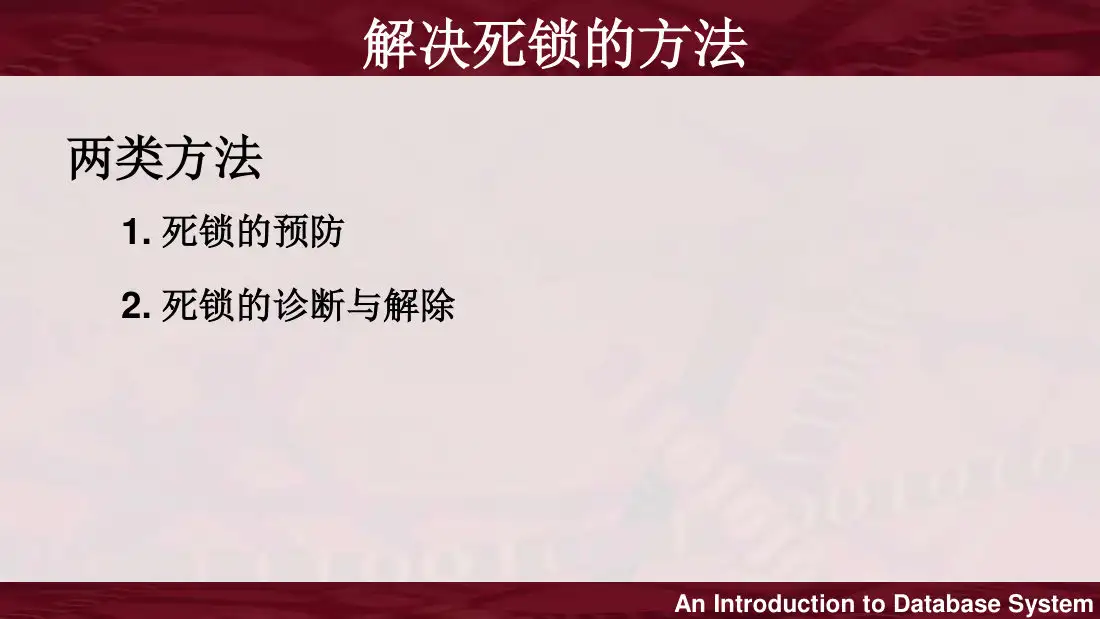 解决死锁的方法
两类方法
1. 死锁的预防
2. 死锁的诊断与解除
An Introduction to Database System